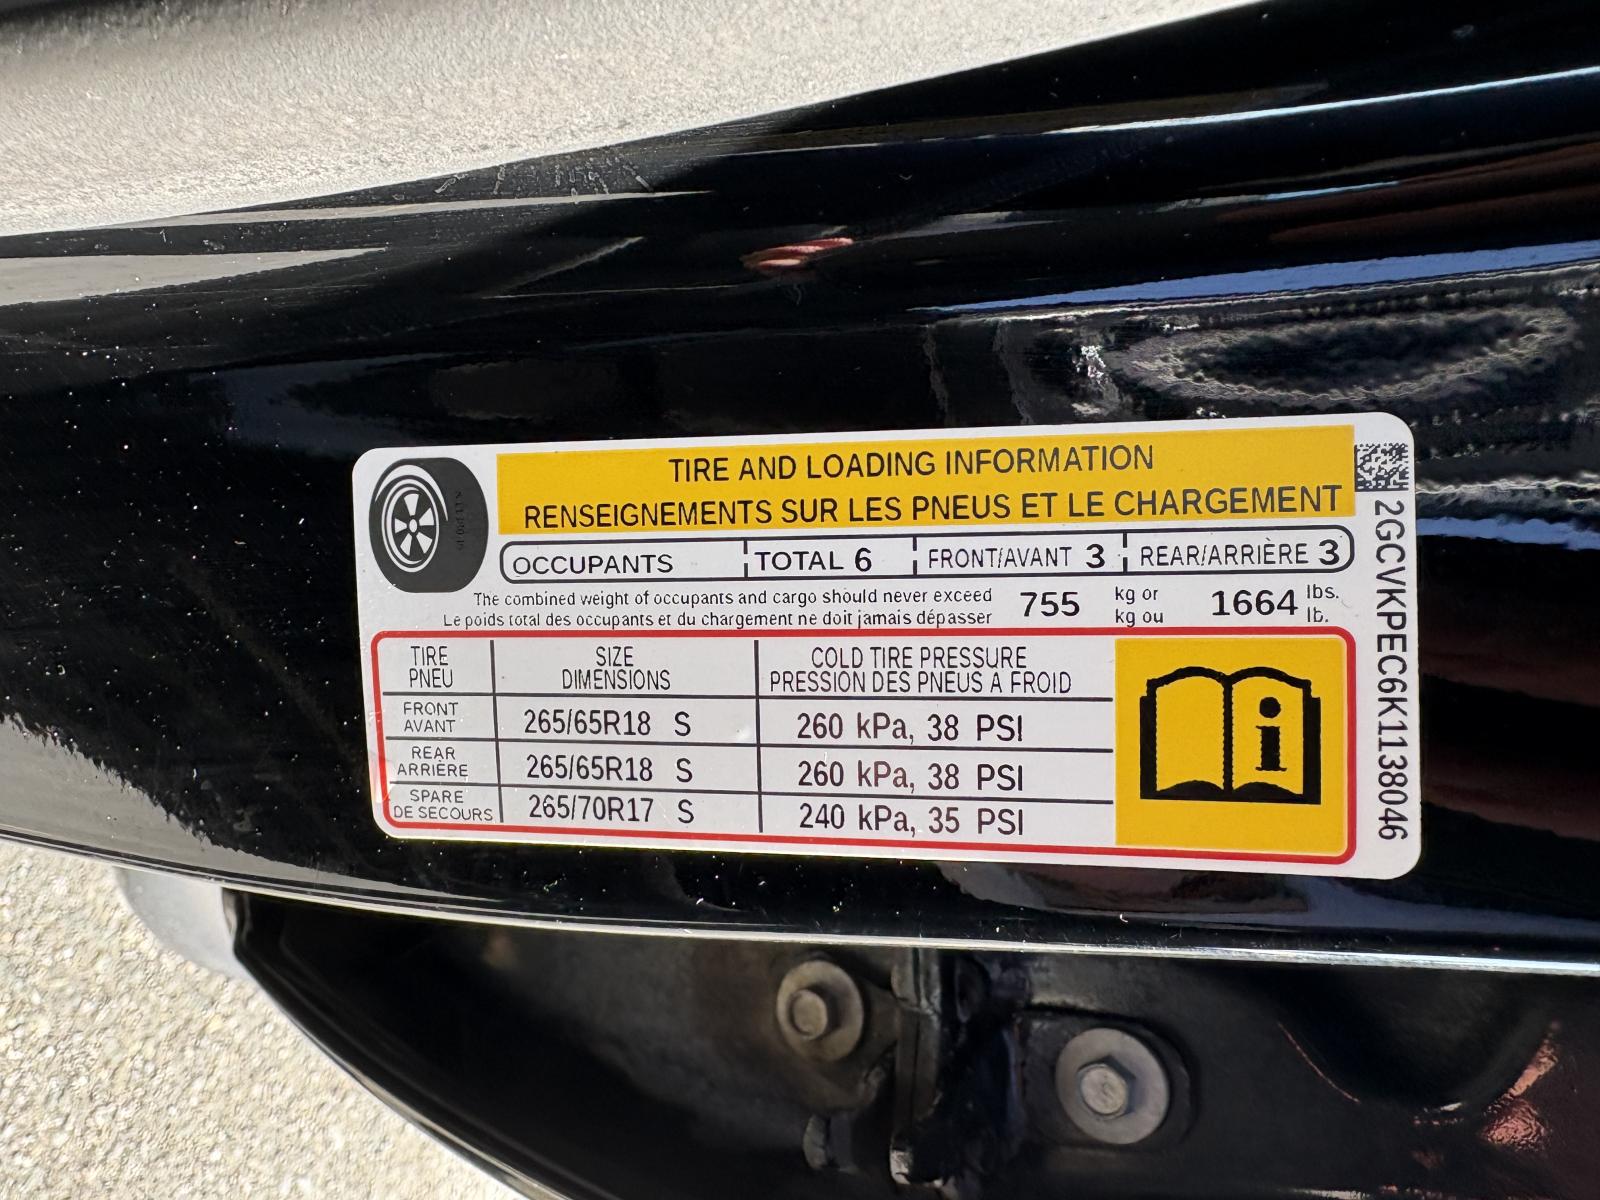 TIRE AND LOADING INFORMATION
RENSEIGNEMENTS SUR LES PNEUS ET LE CHARGEMENT
OCCUPANTS TOTAL 6 FRONT/AVANT 3 REAR/ARRIÈRE 3
The combined weight of occupants and cargo should never exceed 755 kg or 1664 lbs.
Le poids total des occupants et du chargement ne doit jamais dépasser kg ou lb.
TIRE SIZE COLD TIRE PRESSURE
PNEU DIMENSIONS PRESSION DES PNEUS A FROID
FRONT
AVANT 265/65R18 S 260 kPa, 38 PSI
REAR
ARRIÈRE 265/65R18 S 260 kPa, 38 PSI
SPARE
DE SECOURS 265/70R17 S 240 kPa, 35 PSI
i
2GCVKPEC6K1138046